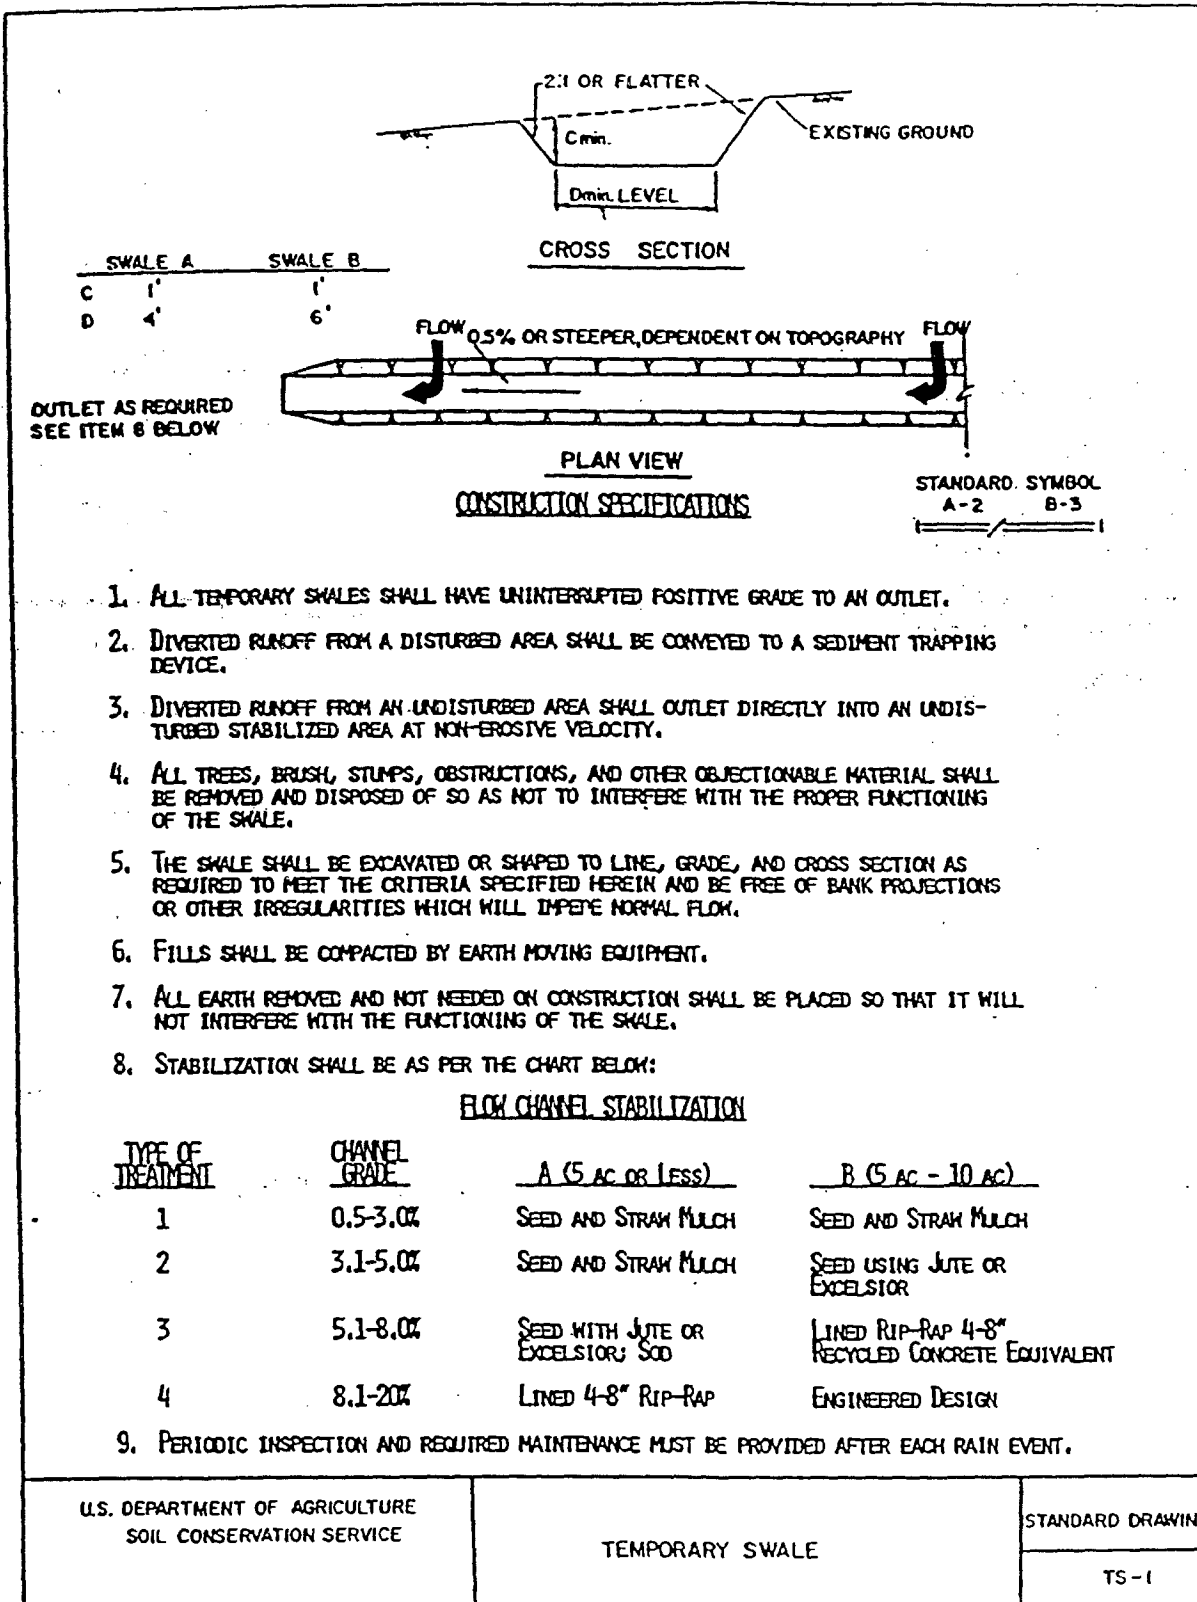 2:1 OR FLATTER
C min.
EXISTING GROUND
Dmin. LEVEL
CROSS SECTION
SWALE A SWALE B
C 1' 1'
D 4' 6'
FLOW 0.5% OR STEEPER, DEPENDENT ON TOPOGRAPHY FLOW
OUTLET AS REQUIRED
SEE ITEM 8 BELOW
PLAN VIEW
STANDARD SYMBOL
A-2 B-3
CONSTRUCTION SPECIFICATIONS
1. ALL TEMPORARY SWALES SHALL HAVE UNINTERRUPTED POSITIVE GRADE TO AN OUTLET.
2. DIVERTED RUNOFF FROM A DISTURBED AREA SHALL BE CONVEYED TO A SEDIMENT TRAPPING
DEVICE.
3. DIVERTED RUNOFF FROM AN UNDISTURBED AREA SHALL OUTLET DIRECTLY INTO AN UNDIS-
TURBED STABILIZED AREA AT NON-EROSIVE VELOCITY.
4. ALL TREES, BRUSH, STUMPS, OBSTRUCTIONS, AND OTHER OBJECTIONABLE MATERIAL SHALL
BE REMOVED AND DISPOSED OF SO AS NOT TO INTERFERE WITH THE PROPER FUNCTIONING
OF THE SWALE.
5. THE SWALE SHALL BE EXCAVATED OR SHAPED TO LINE, GRADE, AND CROSS SECTION AS
REQUIRED TO MEET THE CRITERIA SPECIFIED HEREIN AND BE FREE OF BANK PROJECTIONS
OR OTHER IRREGULARITIES WHICH WILL IMPEDE NORMAL FLOW.
6. FILLS SHALL BE COMPACTED BY EARTH MOVING EQUIPMENT.
7. ALL EARTH REMOVED AND NOT NEEDED ON CONSTRUCTION SHALL BE PLACED SO THAT IT WILL
NOT INTERFERE WITH THE FUNCTIONING OF THE SWALE.
8. STABILIZATION SHALL BE AS PER THE CHART BELOW:
FLOW CHANNEL STABILIZATION
TYPE OF CHANNEL
TREATMENT GRADE A (5 AC OR LESS) B (5 AC - 10 AC)
1 0.5-3.0% SEED AND STRAW MULCH SEED AND STRAW MULCH
2 3.1-5.0% SEED AND STRAW MULCH SEED USING JUTE OR
EXCELSIOR
3 5.1-8.0% SEED WITH JUTE OR LINED RIP-RAP 4-8"
EXCELSIOR; SOD RECYCLED CONCRETE EQUIVALENT
4 8.1-20% LINED 4-8" RIP-RAP ENGINEERED DESIGN
9. PERIODIC INSPECTION AND REQUIRED MAINTENANCE MUST BE PROVIDED AFTER EACH RAIN EVENT.
U.S. DEPARTMENT OF AGRICULTURE
SOIL CONSERVATION SERVICE
TEMPORARY SWALE
STANDARD DRAWIN
TS-1